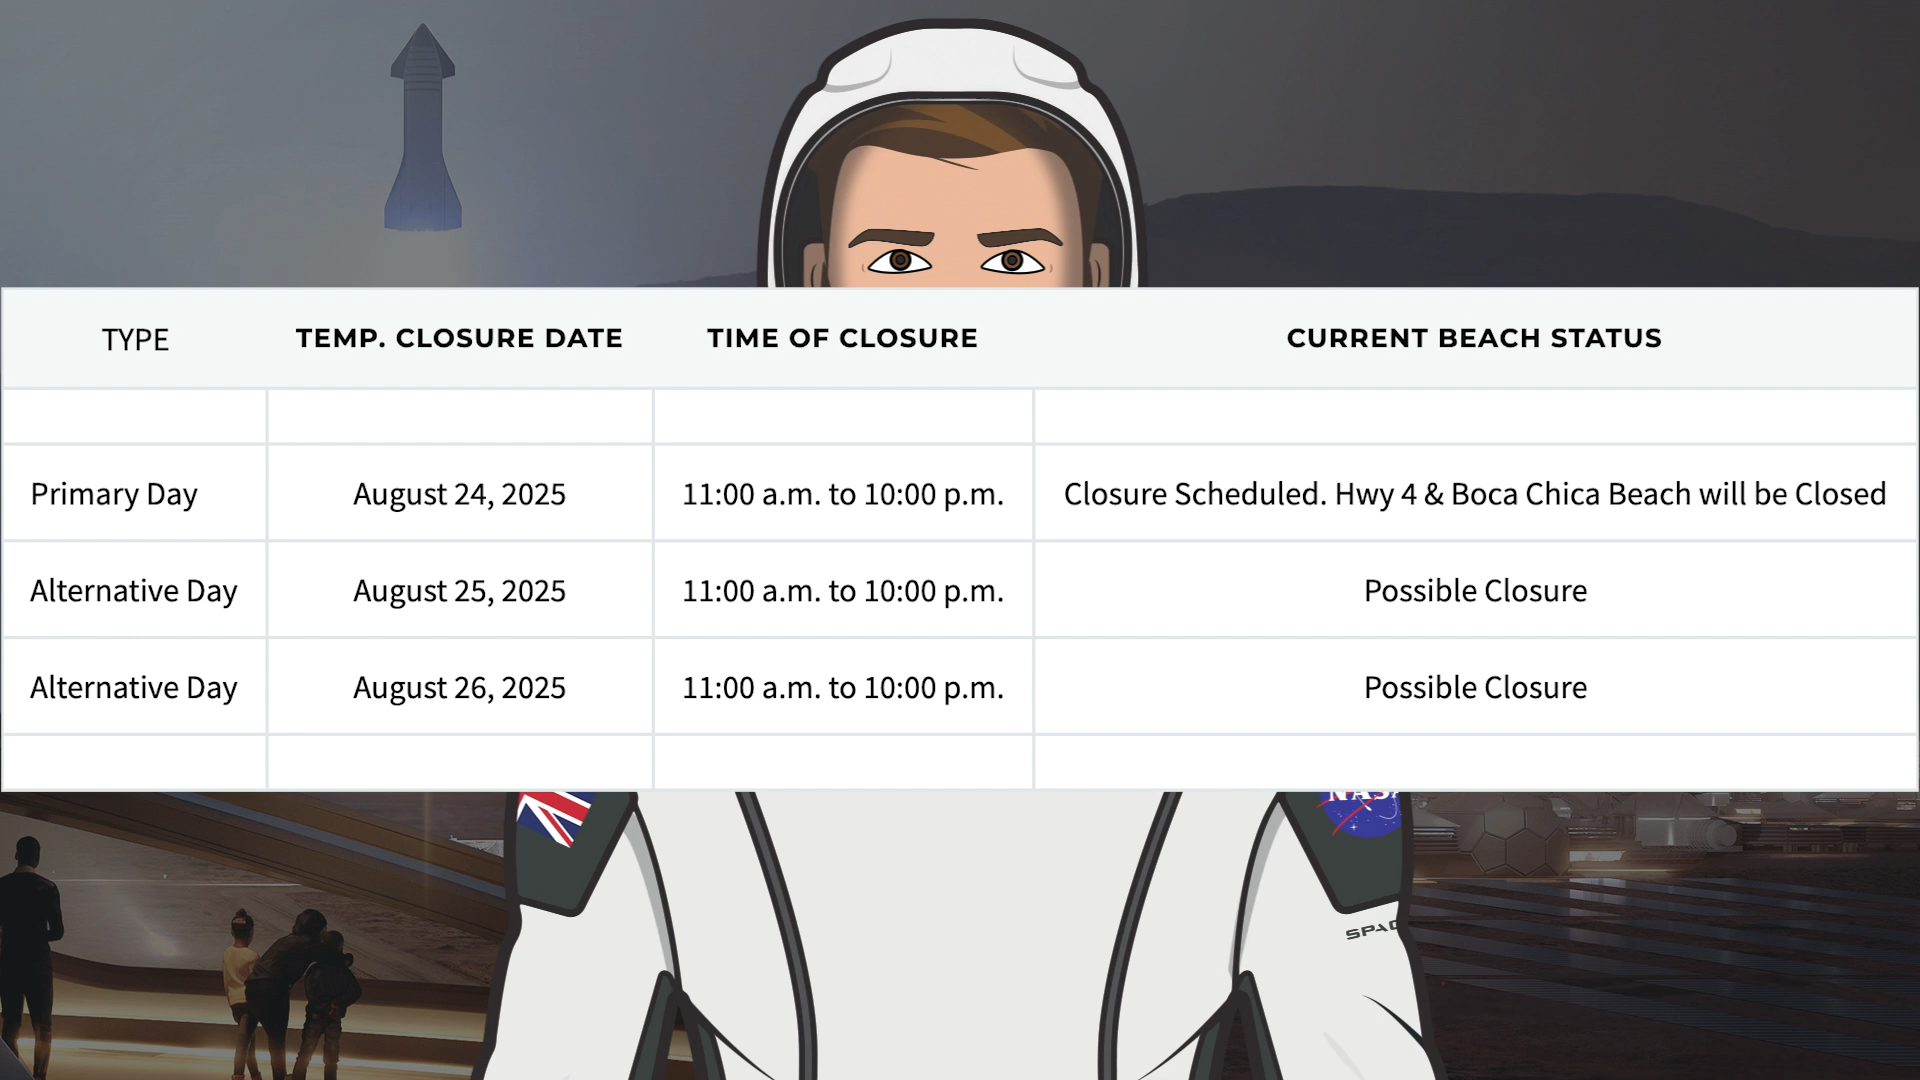 TYPE TEMP. CLOSURE DATE TIME OF CLOSURE CURRENT BEACH STATUS
Primary Day August 24, 2025 11:00 a.m. to 10:00 p.m. Closure Scheduled. Hwy 4 & Boca Chica Beach will be Closed
Alternative Day August 25, 2025 11:00 a.m. to 10:00 p.m. Possible Closure
Alternative Day August 26, 2025 11:00 a.m. to 10:00 p.m. Possible Closure
NASA